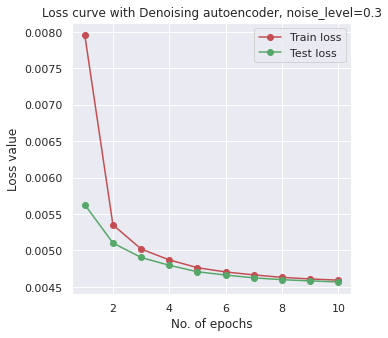 Loss curve with Denoising autoencoder, noise_level=0.3
Train loss
Test loss
0.0080
0.0075
0.0070
0.0065
0.0060
0.0055
0.0050
0.0045
Loss value
2 4 6 8 10
No. of epochs